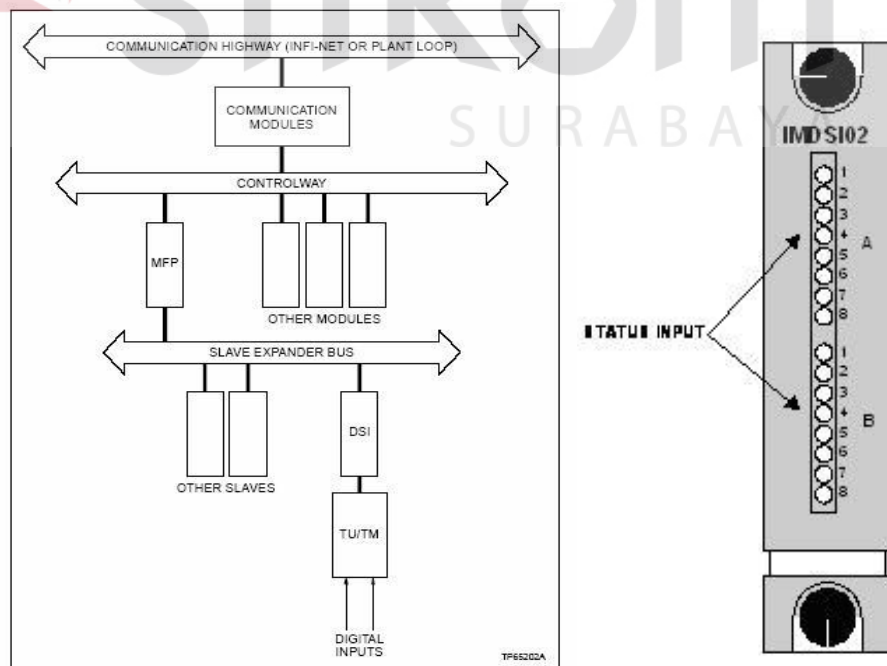 COMMUNICATION HIGHWAY (INFI-NET OR PLANT LOOP)
COMMUNICATION
MODULES
CONTROLWAY
MFP
OTHER MODULES
SLAVE EXPANDER BUS
DSI
OTHER SLAVES
TU/TM
DIGITAL
INPUTS
TP65202A
SURABAYA
IMDSI02
1
2
3
4
5
6
7
8
A
STATUS INPUT
1
2
3
4
5
6
7
8
B